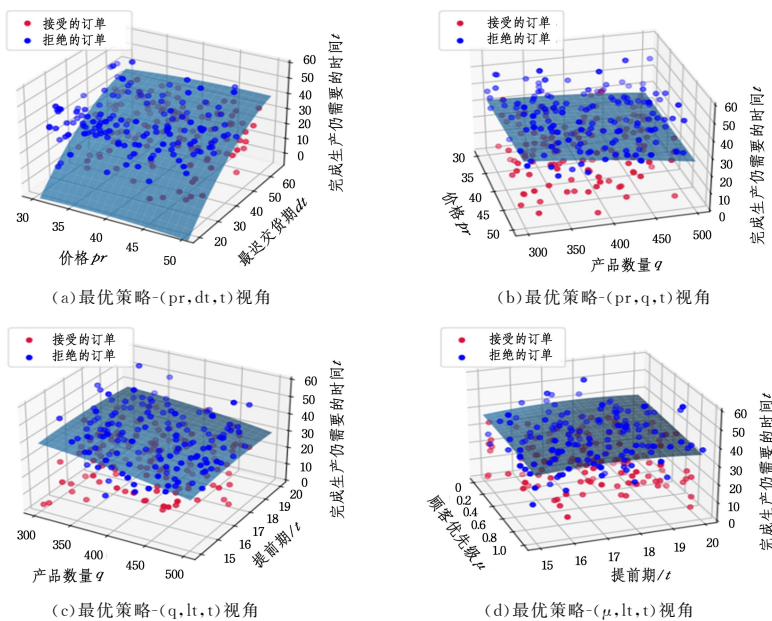 接受的订单
拒绝的订单
60
50
40
30
20
10
0
完成生产仍需要的时间t
30
35
40
45
50
价格pr
20
30
40
50
60
最迟交货期dt
(a)最优策略-(pr,dt,t)视角
接受的订单
拒绝的订单
60
50
40
30
20
10
0
完成生产仍需要的时间t
30
35
40
45
50
价格pr
300
350
400
450
500
产品数量q
(b)最优策略-(pr,q,t)视角
接受的订单
拒绝的订单
60
50
40
30
20
10
0
完成生产仍需要的时间t
300
350
400
450
500
产品数量q
15
16
17
18
19
20
提前期/t
(c)最优策略-(q,lt,t)视角
接受的订单
拒绝的订单
60
50
40
30
20
10
0
完成生产仍需要的时间t
0
0.2
0.4
0.6
0.8
1.0
顾客优先级μ
15
16
17
18
19
20
提前期/t
(d)最优策略-(μ,lt,t)视角